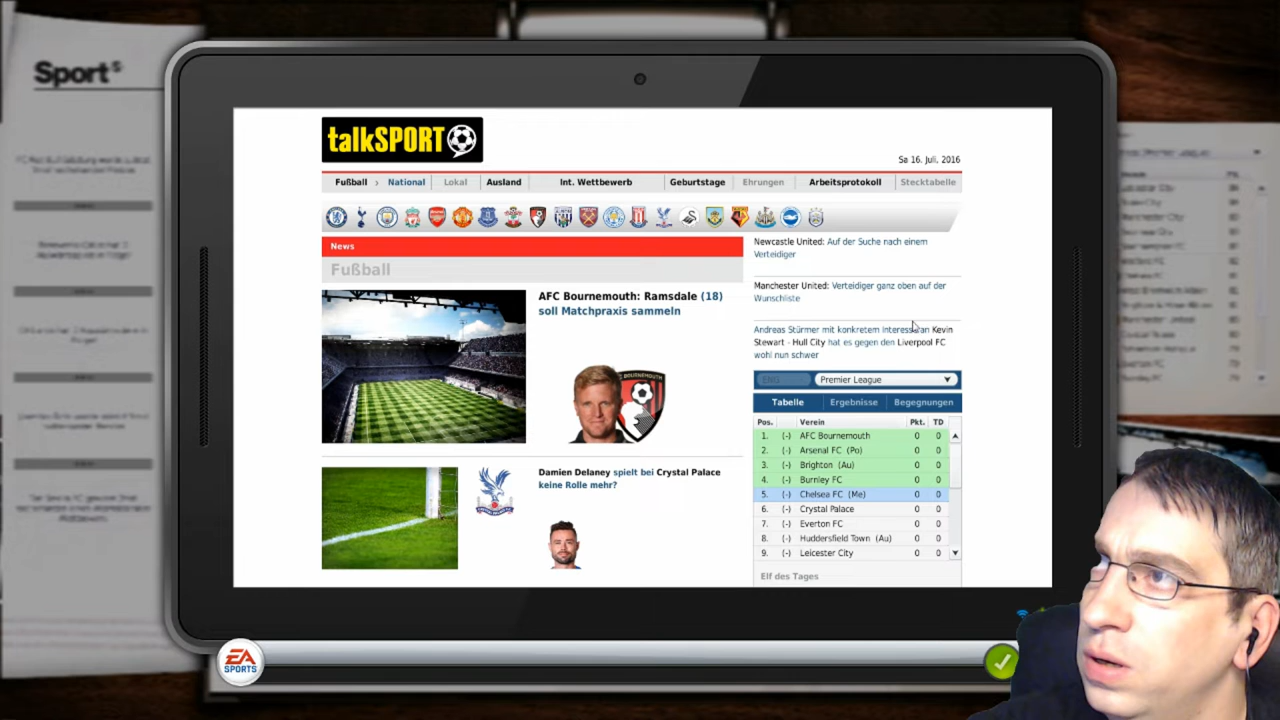 Sport
talkSPORT
Sa 16. Juli. 2016
Fußball > National Lokal Ausland Int. Wettbewerb Geburtstage Ehrungen Arbeitsprotokoll Stecktabelle
News
Fußball
AFC Bournemouth: Ramsdale (18)
soll Matchpraxis sammeln
BOURNEMOUTH
Damien Delaney spielt bei Crystal Palace
keine Rolle mehr?
Newcastle United: Auf der Suche nach einem
Verteidiger
Manchester United: Verteidiger ganz oben auf der
Wunschliste
Andreas Stürmer mit konkretem Interesse an Kevin
Stewart - Hull City hat es gegen den Liverpool FC
wohl nun schwer
ENG Premier League
Tabelle Ergebnisse Begegnungen
Pos. Verein Pkt. TD
1. (-) AFC Bournemouth 0 0
2. (-) Arsenal FC (Po) 0 0
3. (-) Brighton (Au) 0 0
4. (-) Burnley FC 0 0
5. (-) Chelsea FC (Me) 0 0
6. (-) Crystal Palace 0 0
7. (-) Everton FC 0 0
8. (-) Huddersfield Town (Au) 0 0
9. (-) Leicester City 0 0
Elf des Tages
EA
SPORTS